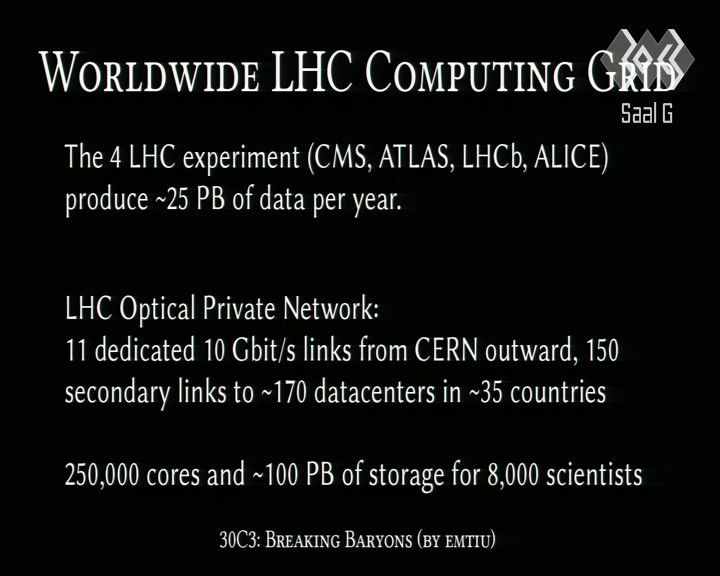 Worldwide LHC Computing Grid
Saal G
The 4 LHC experiment (CMS, ATLAS, LHCb, ALICE)
produce ~25 PB of data per year.
LHC Optical Private Network:
11 dedicated 10 Gbit/s links from CERN outward, 150
secondary links to ~170 datacenters in ~35 countries
250,000 cores and ~100 PB of storage for 8,000 scientists
30C3: Breaking Baryons (by emtiu)